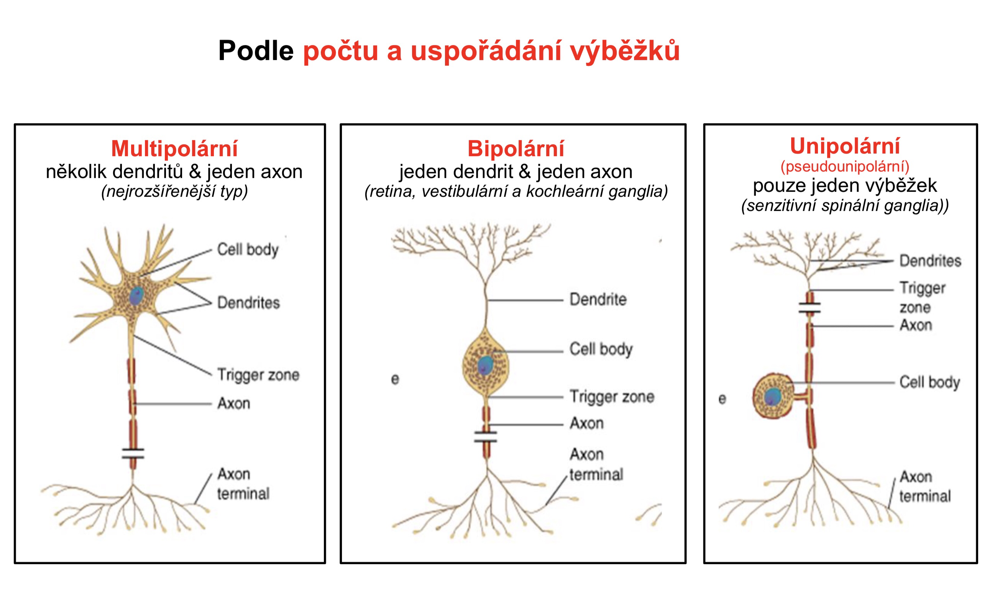 Podle počtu a uspořádání výběžků
Multipolární
několik dendritů & jeden axon
(nejrozšířenější typ)
Cell body
Dendrites
Trigger zone
Axon
Axon
terminal
Bipolární
jeden dendrit & jeden axon
(retina, vestibulární a kochleární ganglia)
Dendrite
Cell body
e
Trigger zone
Axon
Axon
terminal
Unipolární
(pseudounipolární)
pouze jeden výběžek
(senzitivní spinální ganglia))
Dendrites
Trigger
zone
Axon
Cell body
e
Axon
terminal